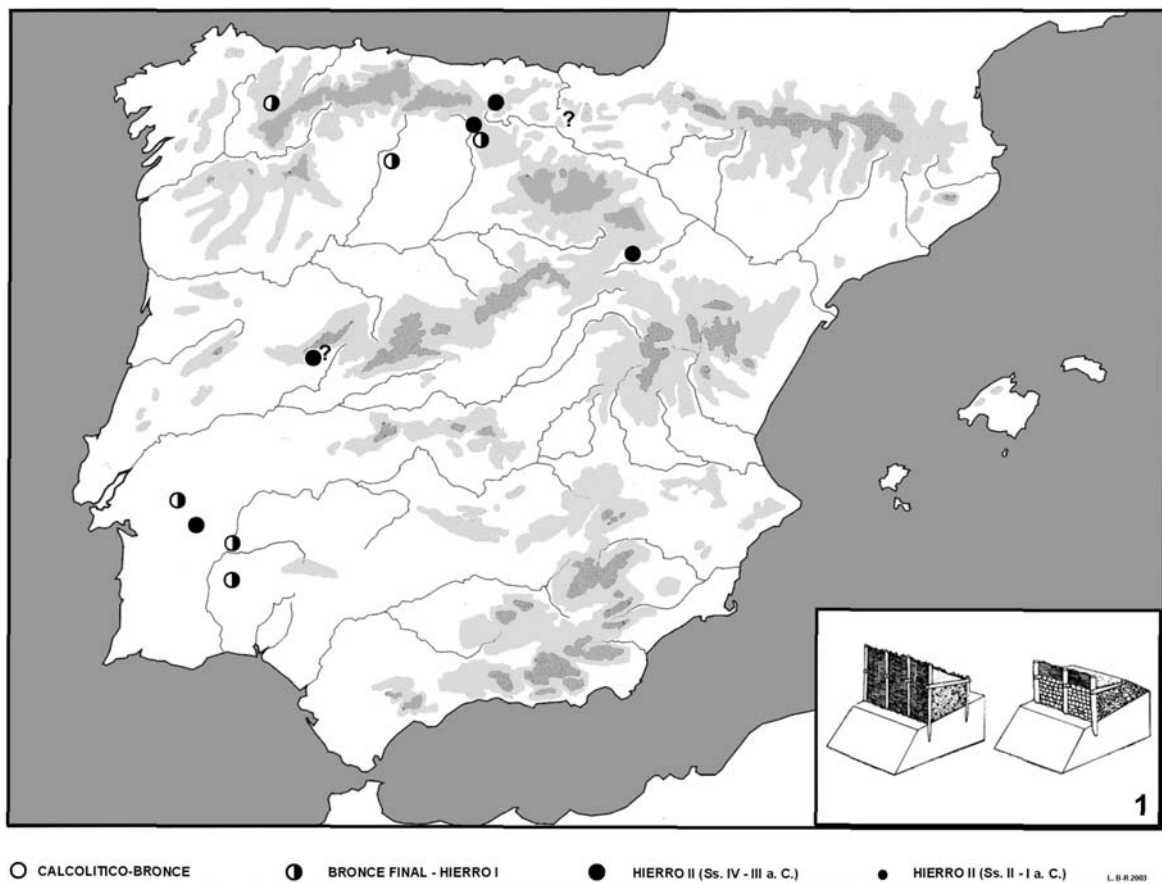 ?
?
1
CALCOLITICO-BRONCE
BRONCE FINAL - HIERRO I
HIERRO II (Ss. IV - III a. C.)
HIERRO II (Ss. II - I a. C.)
L. B-R 2003